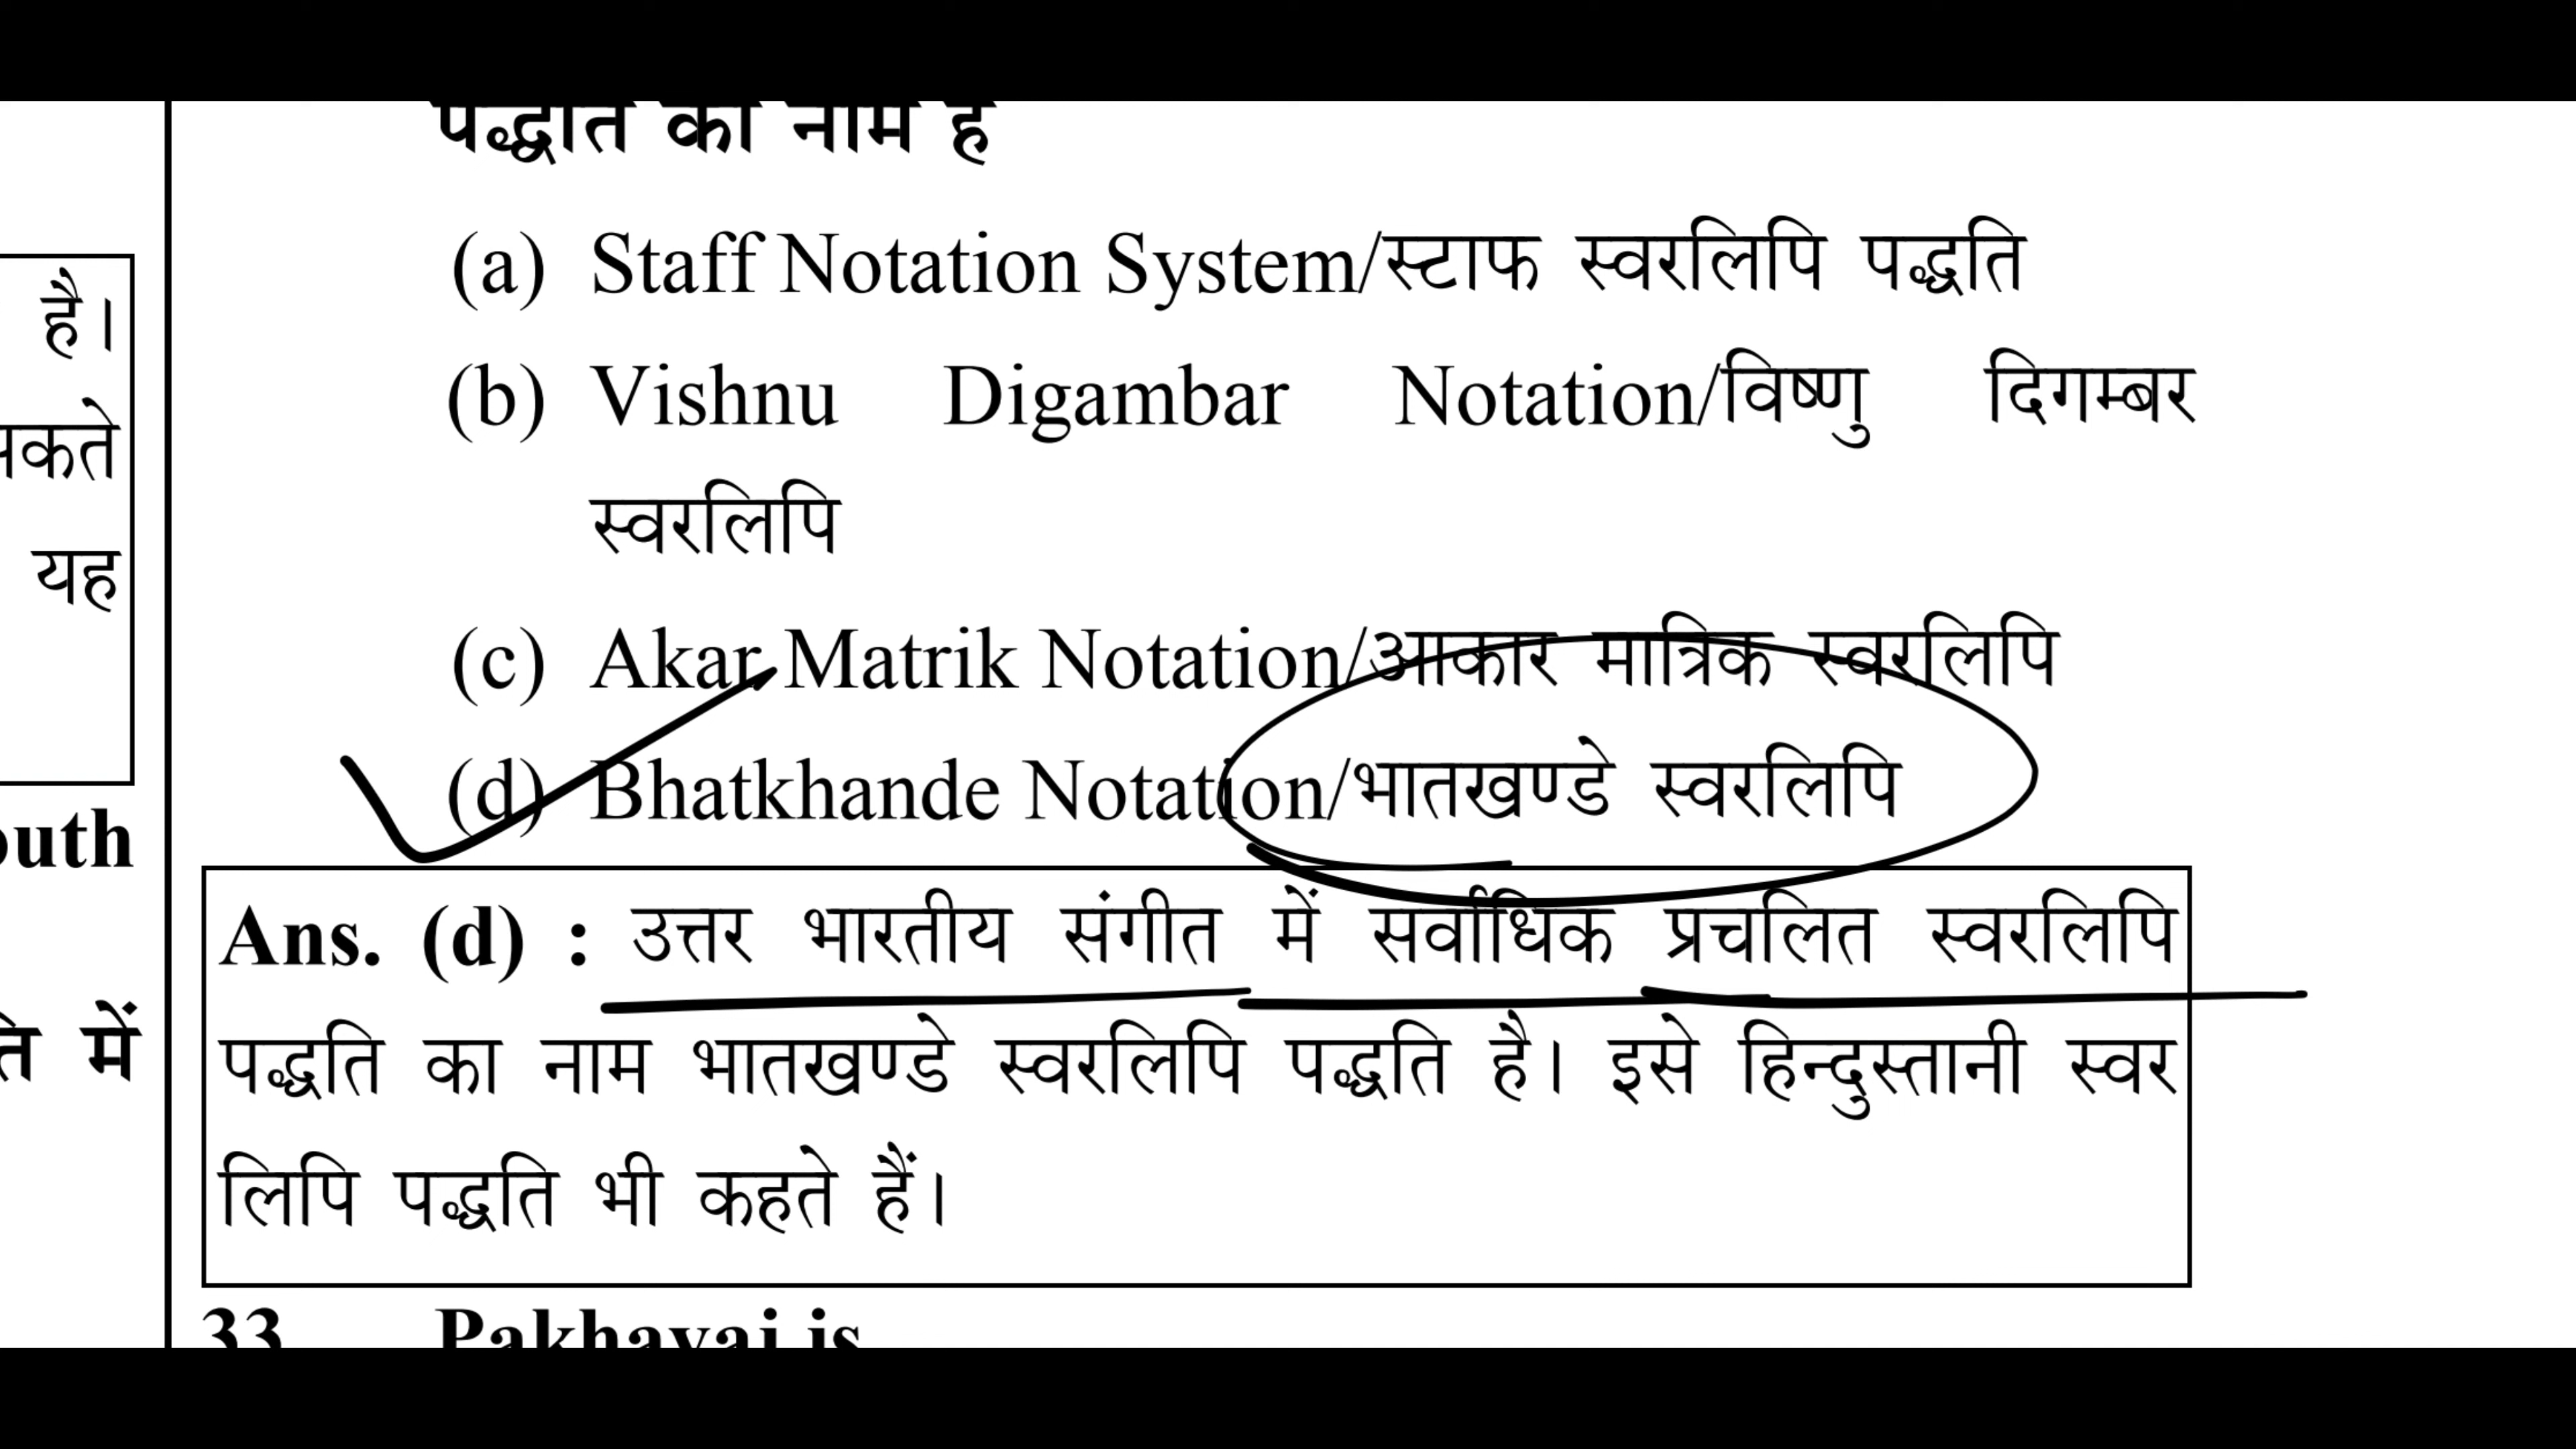 पद्धति का नाम है
(a) Staff Notation System/स्टाफ स्वरलिपि पद्धति
(b) Vishnu Digambar Notation/विष्णु दिगम्बर
स्वरलिपि
(c) Akar Matrik Notation/आकार मात्रिक स्वरलिपि
(d) Bhatkhande Notation/भातखण्डे स्वरलिपि
Ans. (d) : उत्तर भारतीय संगीत में सर्वाधिक प्रचलित स्वरलिपि
पद्धति का नाम भातखण्डे स्वरलिपि पद्धति है। इसे हिन्दुस्तानी स्वर
लिपि पद्धति भी कहते हैं।
33 Pakhavaj is
है।
यह
में